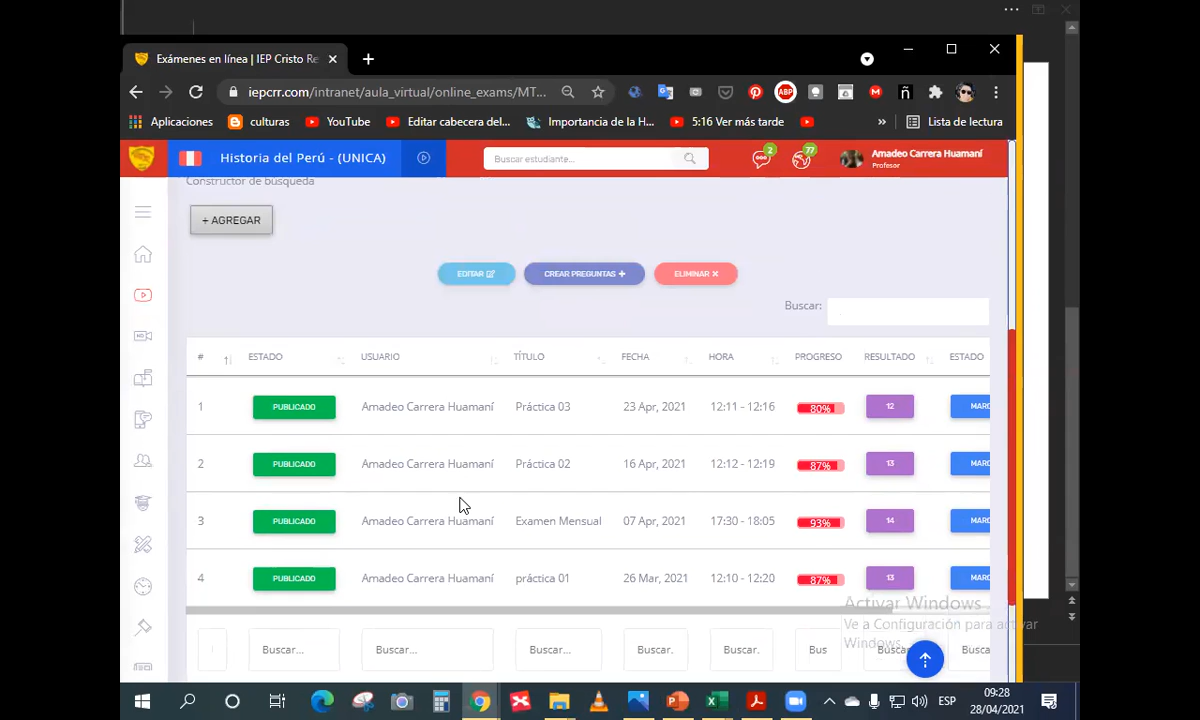 Exámenes en línea | IEP Cristo Re
iepcrr.com/intranet/aula_virtual/online_exams/MT...
Aplicaciones culturas YouTube Editar cabecera del... Importancia de la H... 5:16 Ver más tarde » Lista de lectura
Historia del Perú - (UNICA) Buscar estudiante... 2 77 Amadeo Carrera Huamaní
Profesor
Constructor de búsqueda
+ AGREGAR
EDITAR CREAR PREGUNTAS + ELIMINAR ×
Buscar:
# ESTADO USUARIO TÍTULO FECHA HORA PROGRESO RESULTADO ESTADO
1 PUBLICADO Amadeo Carrera Huamaní Práctica 03 23 Apr, 2021 12:11 - 12:16 80% 12 MARC
2 PUBLICADO Amadeo Carrera Huamaní Práctica 02 16 Apr, 2021 12:12 - 12:19 87% 13 MARC
3 PUBLICADO Amadeo Carrera Huamaní Examen Mensual 07 Apr, 2021 17:30 - 18:05 93% 14 MARC
4 PUBLICADO Amadeo Carrera Huamaní práctica 01 26 Mar, 2021 12:10 - 12:20 87% 13 MARC
Activar Windows
Ve a Configuración para activar
Windows.
Buscar... Buscar... Buscar... Buscar. Buscar. Bus Buscar Busca
ESP 09:28
28/04/2021